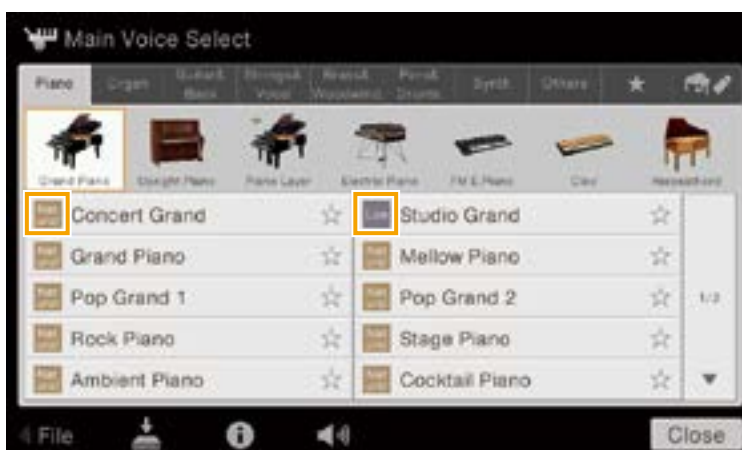 Main Voice Select
Piano Organ Guitar& Bass Strings& Vocal Brass& Woodwind Perc& Drums Synth Others
Grand Piano Upright Piano Piano Layer Electric Piano FM E.Piano Clavi Harpsichord
Concert Grand Live Studio Grand
Grand Piano Mellow Piano
Pop Grand 1 Pop Grand 2 1/2
Rock Piano Stage Piano
Ambient Piano Cocktail Piano
File Close